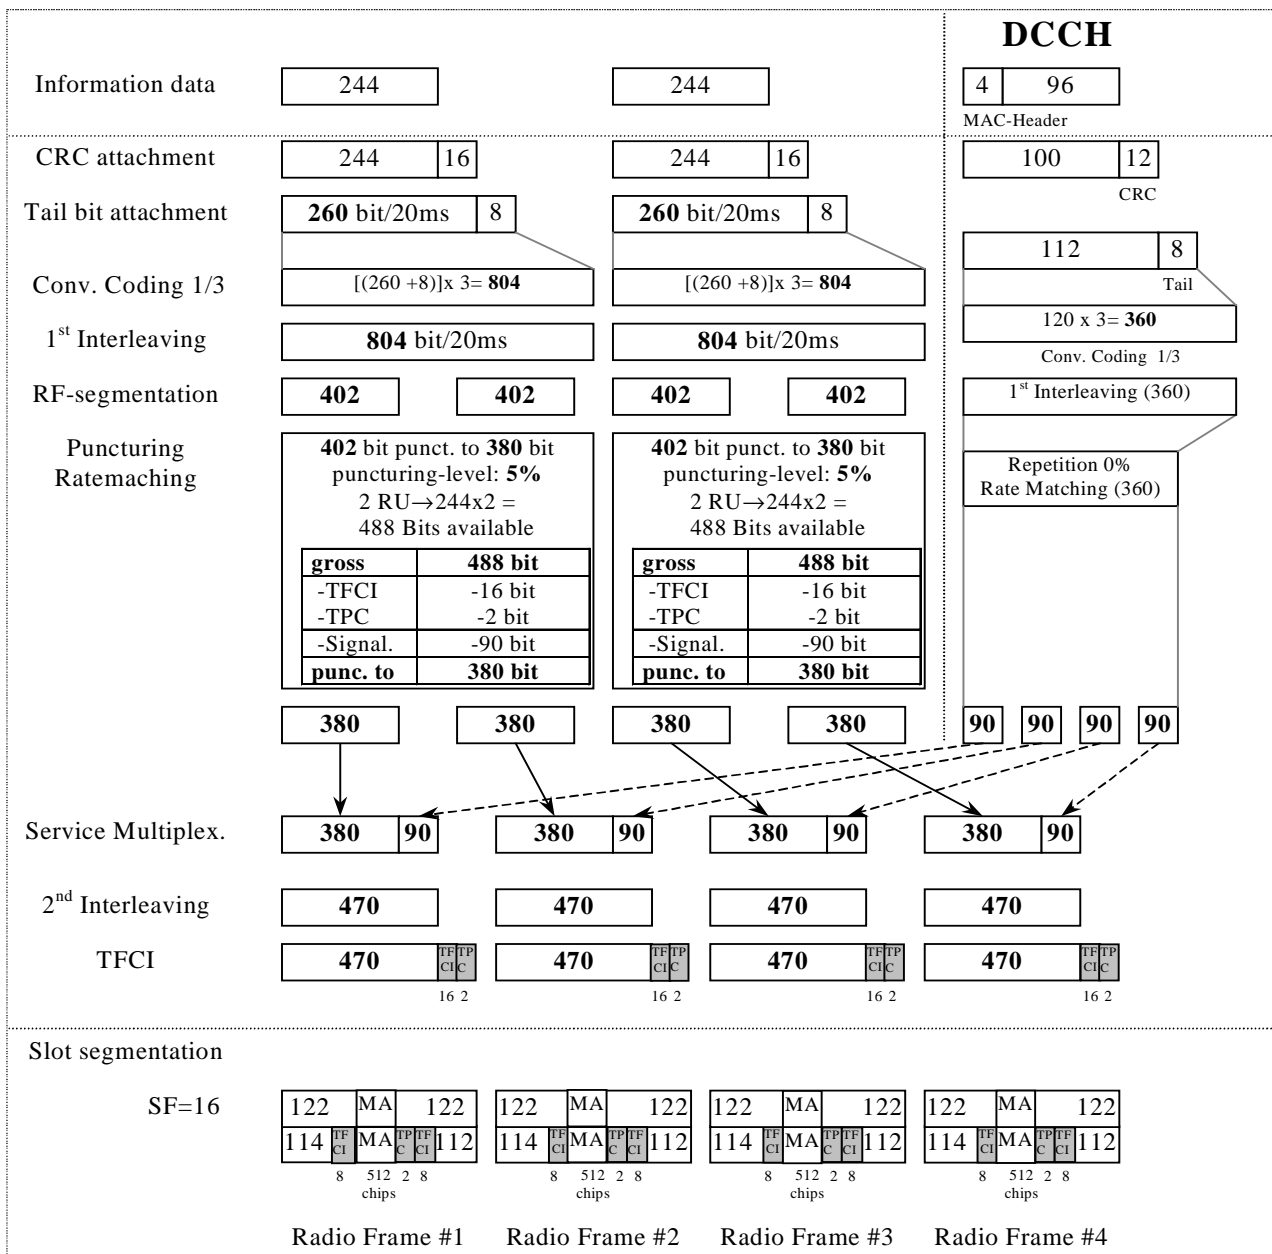 DCCH
Information data 244 244 4 96
MAC-Header
CRC attachment 244 16 244 16 100 12
CRC
Tail bit attachment 260 bit/20ms 8 260 bit/20ms 8
112 8
Tail
Conv. Coding 1/3 [(260 +8)]x 3= 804 [(260 +8)]x 3= 804
120 x 3= 360
Conv. Coding 1/3
1st Interleaving 804 bit/20ms 804 bit/20ms
RF-segmentation 402 402 402 402 1st Interleaving (360)
Puncturing
Ratemaching
402 bit punct. to 380 bit
puncturing-level: 5%
2 RU→244x2 =
488 Bits available
gross 488 bit
-TFCI -16 bit
-TPC -2 bit
-Signal. -90 bit
punc. to 380 bit
402 bit punct. to 380 bit
puncturing-level: 5%
2 RU→244x2 =
488 Bits available
gross 488 bit
-TFCI -16 bit
-TPC -2 bit
-Signal. -90 bit
punc. to 380 bit
Repetition 0%
Rate Matching (360)
380 380 380 380 90 90 90 90
Service Multiplex. 380 90 380 90 380 90 380 90
2nd Interleaving 470 470 470 470
TFCI 470 TFCI TPC 470 TFCI TPC 470 TFCI TPC 470 TFCI TPC
16 2 16 2 16 2 16 2
Slot segmentation
SF=16 122 MA 122 122 MA 122 122 MA 122 122 MA 122
114 TFCI MA TPC TFCI 112 114 TFCI MA TPC TFCI 112 114 TFCI MA TPC TFCI 112 114 TFCI MA TPC TFCI 112
8 512 2 8 8 512 2 8 8 512 2 8 8 512 2 8
chips chips chips chips
Radio Frame #1 Radio Frame #2 Radio Frame #3 Radio Frame #4